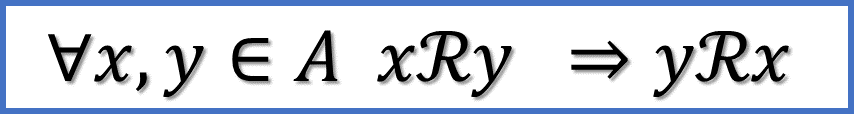 ∀x, y ∈ A xℛy ⇒ yℛx